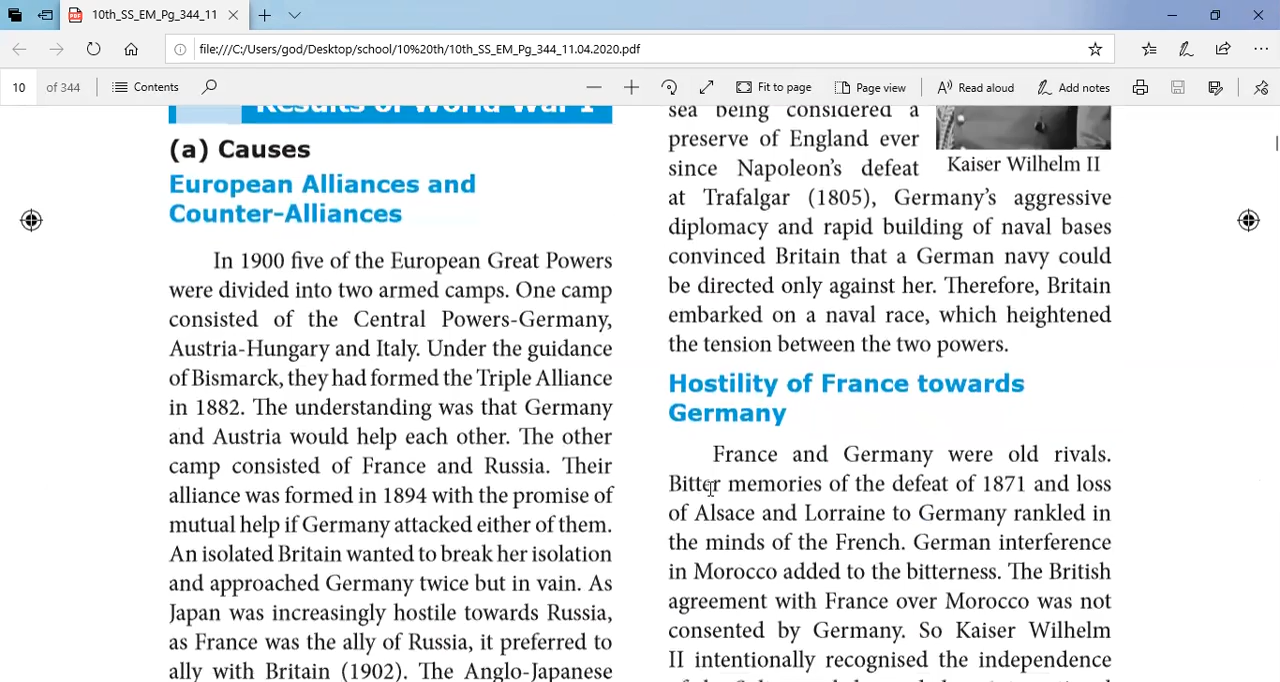 10th_SS_EM_Pg_344_11
file:///C:/Users/god/Desktop/school/10%20th/10th_SS_EM_Pg_344_11.04.2020.pdf
10 of 344 Contents Fit to page Page view Read aloud Add notes
Results of World War I
(a) Causes
European Alliances and
Counter-Alliances
In 1900 five of the European Great Powers
were divided into two armed camps. One camp
consisted of the Central Powers-Germany,
Austria-Hungary and Italy. Under the guidance
of Bismarck, they had formed the Triple Alliance
in 1882. The understanding was that Germany
and Austria would help each other. The other
camp consisted of France and Russia. Their
alliance was formed in 1894 with the promise of
mutual help if Germany attacked either of them.
An isolated Britain wanted to break her isolation
and approached Germany twice but in vain. As
Japan was increasingly hostile towards Russia,
as France was the ally of Russia, it preferred to
ally with Britain (1902). The Anglo-Japanese
sea being considered a
preserve of England ever
since Napoleon's defeat
Kaiser Wilhelm II
at Trafalgar (1805), Germany's aggressive
diplomacy and rapid building of naval bases
convinced Britain that a German navy could
be directed only against her. Therefore, Britain
embarked on a naval race, which heightened
the tension between the two powers.
Hostility of France towards
Germany
France and Germany were old rivals.
Bitter memories of the defeat of 1871 and loss
of Alsace and Lorraine to Germany rankled in
the minds of the French. German interference
in Morocco added to the bitterness. The British
agreement with France over Morocco was not
consented by Germany. So Kaiser Wilhelm
II intentionally recognised the independence